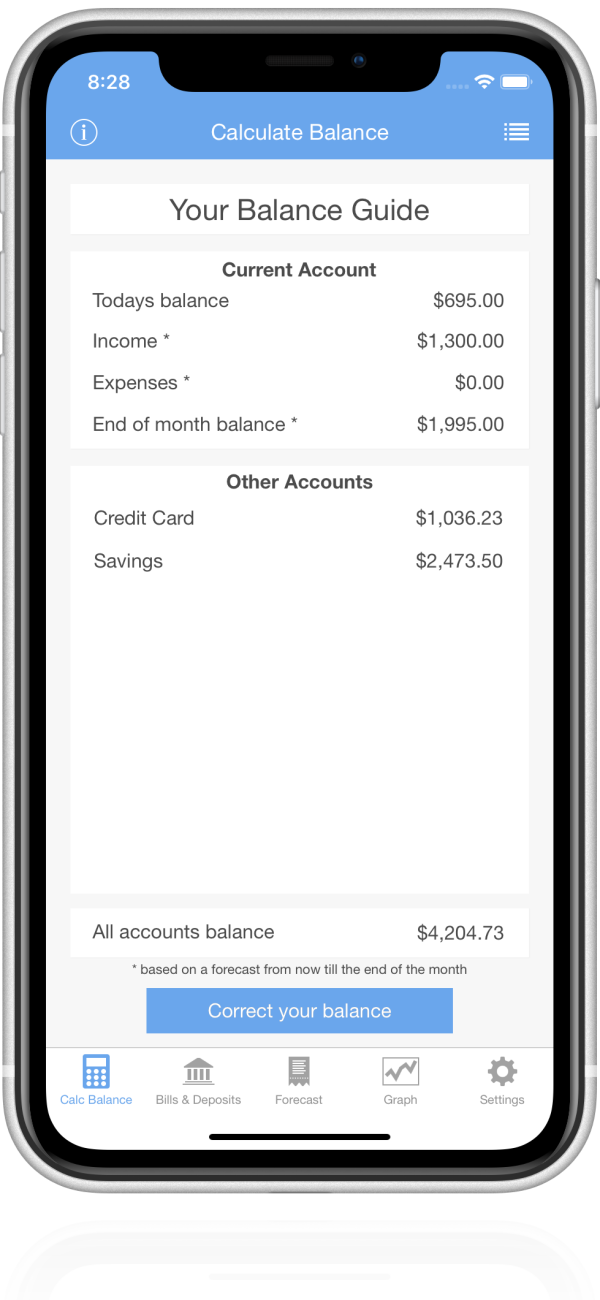 8:28
i Calculate Balance
Your Balance Guide
Current Account
Todays balance $695.00
Income * $1,300.00
Expenses * $0.00
End of month balance * $1,995.00
Other Accounts
Credit Card $1,036.23
Savings $2,473.50
All accounts balance $4,204.73
* based on a forecast from now till the end of the month
Correct your balance
Calc Balance Bills & Deposits Forecast Graph Settings